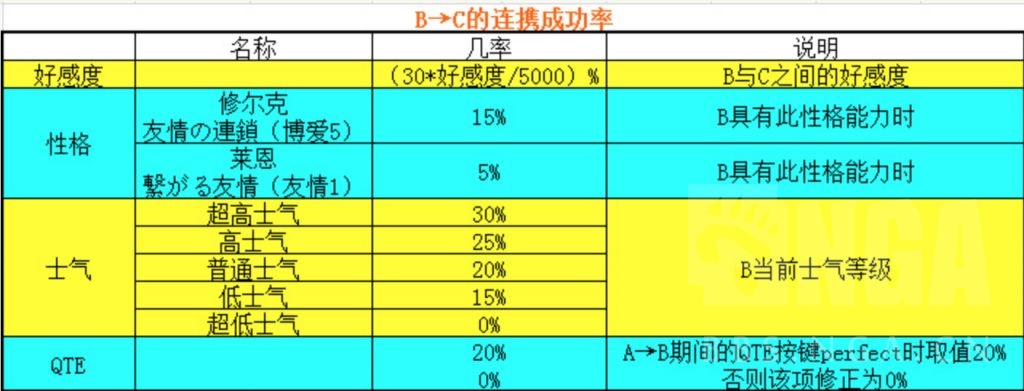 B→C的连携成功率
名称 几率 说明
好感度 (30*好感度/5000)% B与C之间的好感度
性格
修尔克
友情の連鎖（博爱5） 15% B具有此性格能力时
莱恩
繋がる友情（友情1） 5% B具有此性格能力时
士气
超高士气 30%
高士气 25%
普通士气 20%
低士气 15%
超低士气 0%
B当前士气等级
QTE
20%
0%
A→B期间的QTE按键perfect时取值20%
否则该项修正为0%
NGA